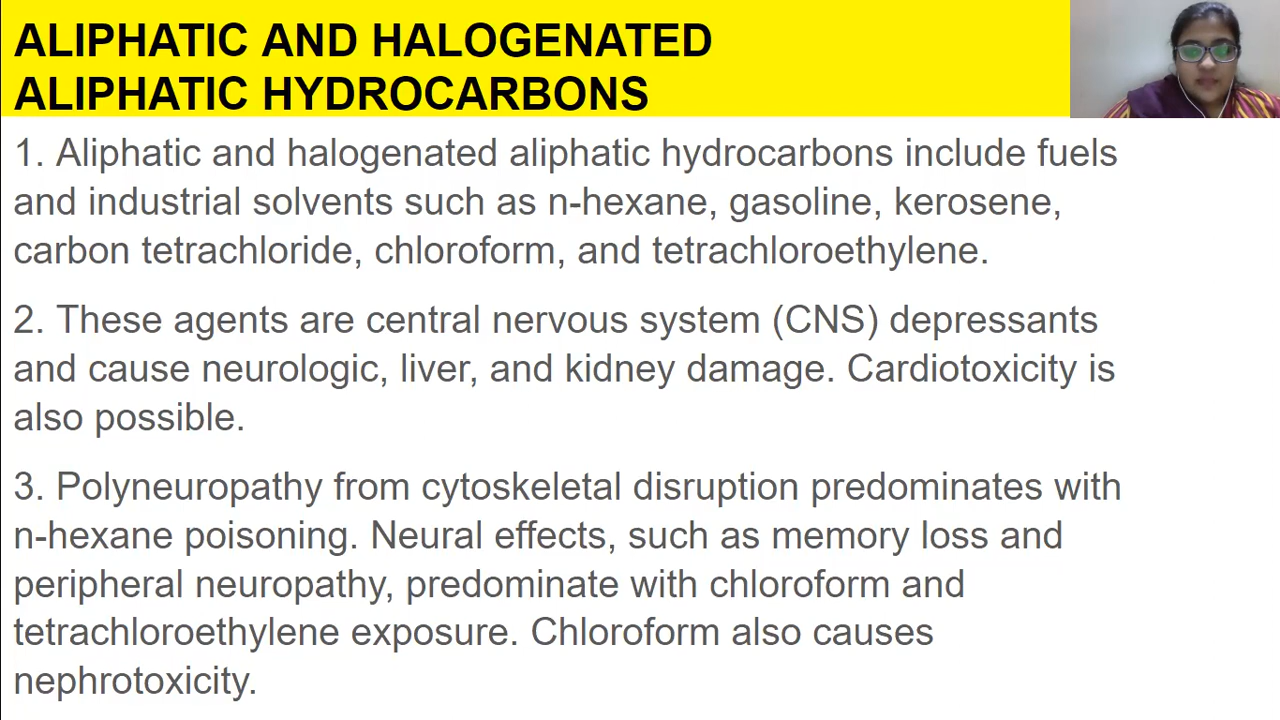 ALIPHATIC AND HALOGENATED
ALIPHATIC HYDROCARBONS
1. Aliphatic and halogenated aliphatic hydrocarbons include fuels
and industrial solvents such as n-hexane, gasoline, kerosene,
carbon tetrachloride, chloroform, and tetrachloroethylene.
2. These agents are central nervous system (CNS) depressants
and cause neurologic, liver, and kidney damage. Cardiotoxicity is
also possible.
3. Polyneuropathy from cytoskeletal disruption predominates with
n-hexane poisoning. Neural effects, such as memory loss and
peripheral neuropathy, predominate with chloroform and
tetrachloroethylene exposure. Chloroform also causes
nephrotoxicity.